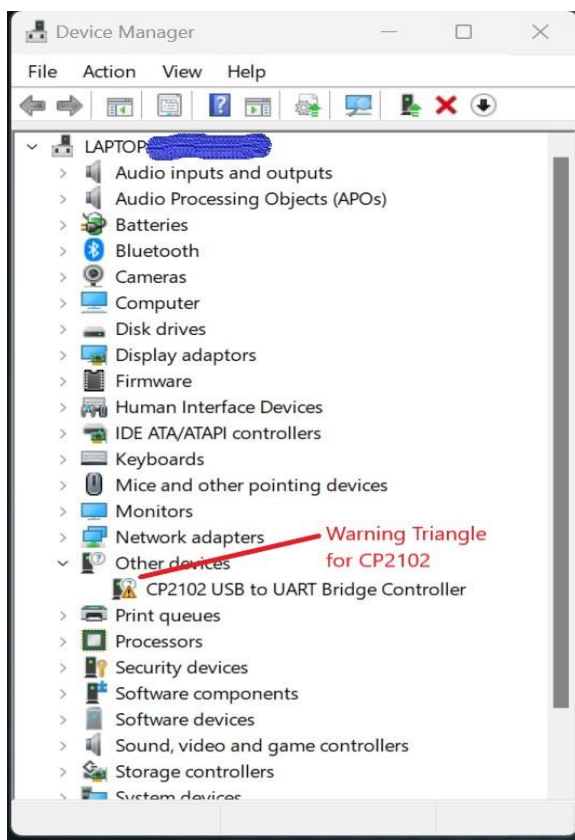 Device Manager
File Action View Help
LAPTOP
Audio inputs and outputs
Audio Processing Objects (APOs)
Batteries
Bluetooth
Cameras
Computer
Disk drives
Display adaptors
Firmware
Human Interface Devices
IDE ATA/ATAPI controllers
Keyboards
Mice and other pointing devices
Monitors
Network adapters
Warning Triangle
for CP2102
Other devices
CP2102 USB to UART Bridge Controller
Print queues
Processors
Security devices
Software components
Software devices
Sound, video and game controllers
Storage controllers
System devices